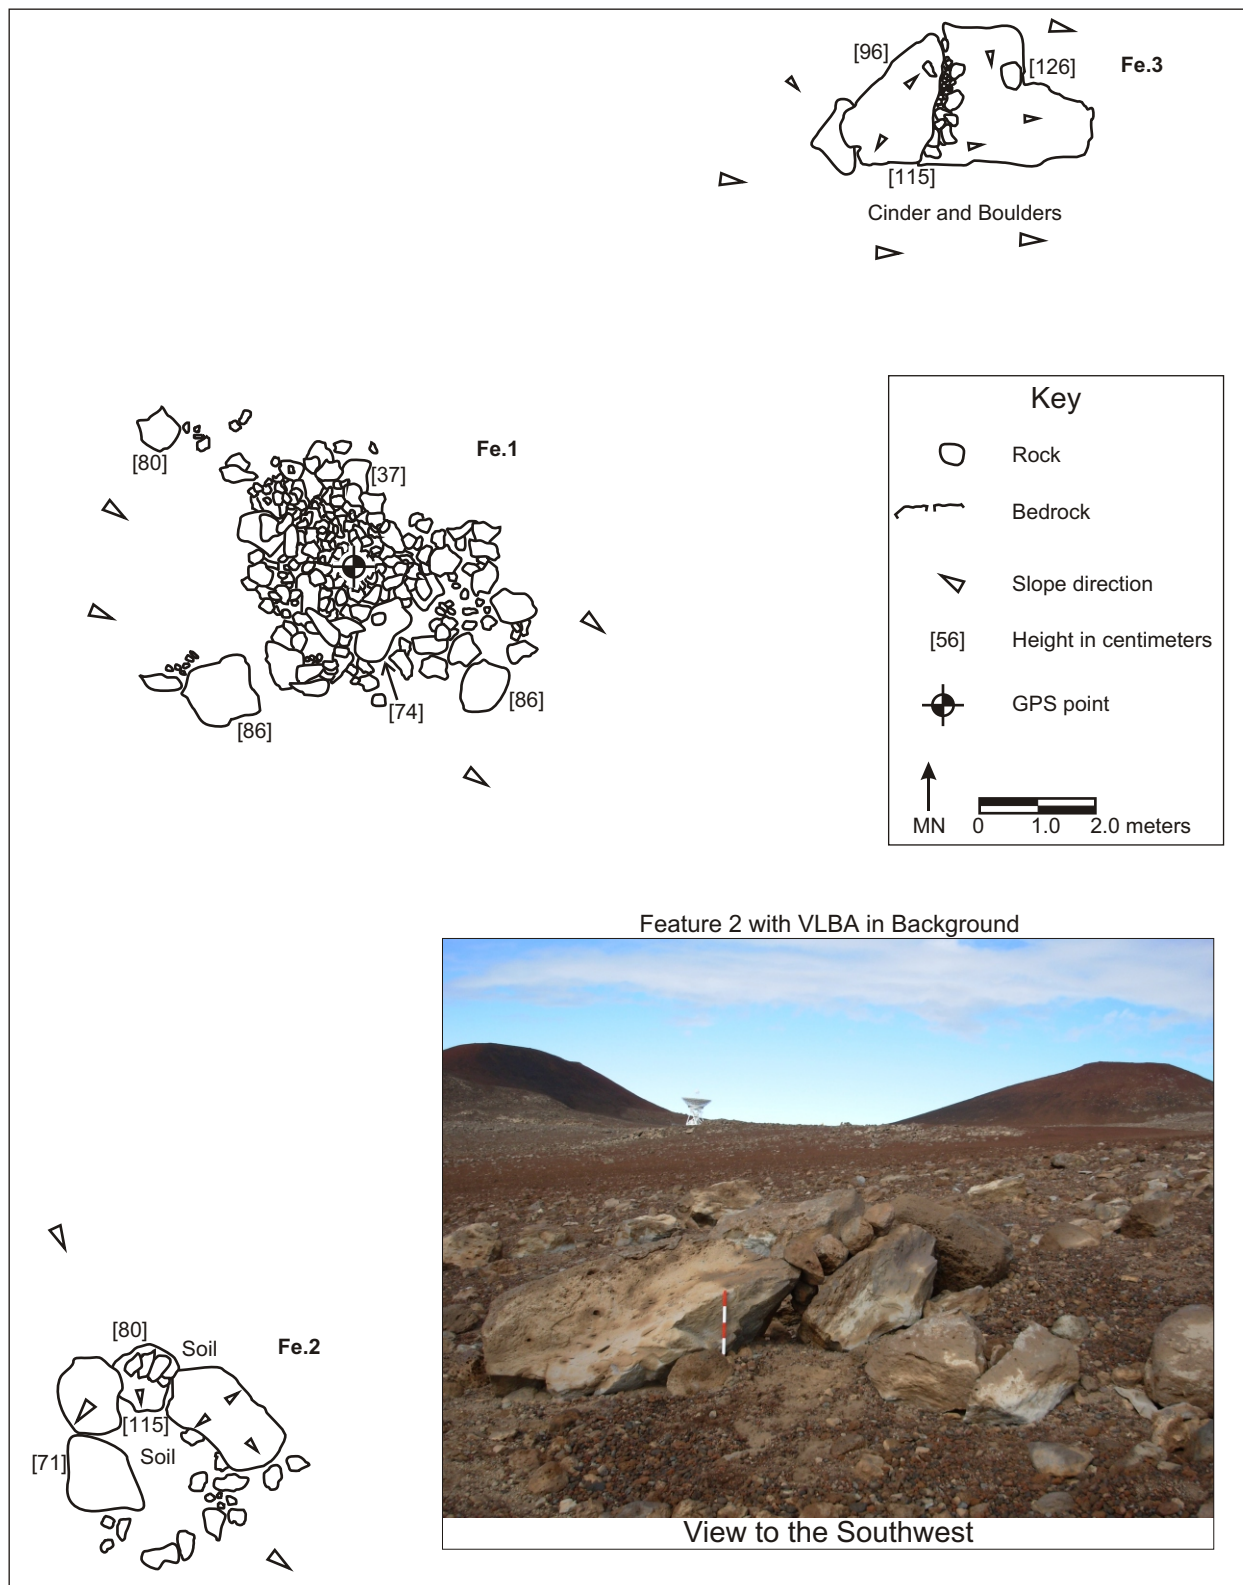 [96]
[126]
Fe.3
[115]
Cinder and Boulders
Fe.1
[80]
[37]
[74]
[86]
[86]
Key
Rock
Bedrock
Slope direction
[56] Height in centimeters
GPS point
MN 0 1.0 2.0 meters
Feature 2 with VLBA in Background
[80]
Soil
Fe.2
[115]
Soil
[71]
View to the Southwest